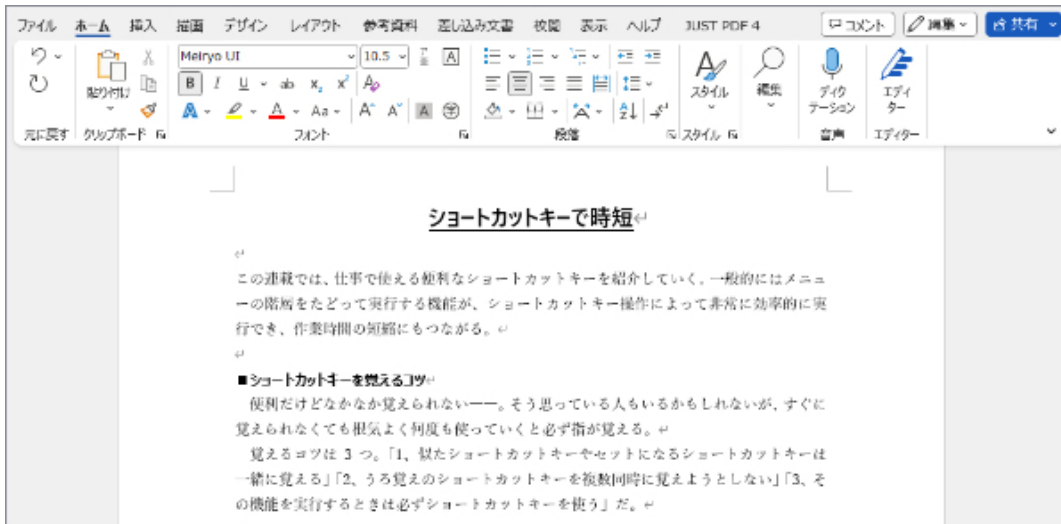 ファイル ホーム 挿入 描画 デザイン レイアウト 参考資料 差し込み文書 校閲 表示 ヘルプ JUST PDF 4 コメント 編集 共有
Meiryo UI 10.5 A
貼り付け B I U ab x₂ x² A スタイル 編集 ディク
テーション エディ
ター
A A Aa A A A 字
元に戻す クリップボード フォント 段落 スタイル 音声 エディター
ショートカットキーで時短
この連載では、仕事で使える便利なショートカットキーを紹介していく。一般的にはメニュ
ーの階層をたどって実行する機能が、ショートカットキー操作によって非常に効率的に実
行でき、作業時間の短縮にもつながる。
■ショートカットキーを覚えるコツ
便利だけどなかなか覚えられない――。そう思っている人もいるかもしれないが、すぐに
覚えられなくても根気よく何度も使っていくと必ず指が覚える。
覚えるコツは 3 つ。「1、似たショートカットキーやセットになるショートカットキーは
一緒に覚える」「2、うろ覚えのショートカットキーを複数同時に覚えようとしない」「3、そ
の機能を実行するときは必ずショートカットキーを使う」だ。